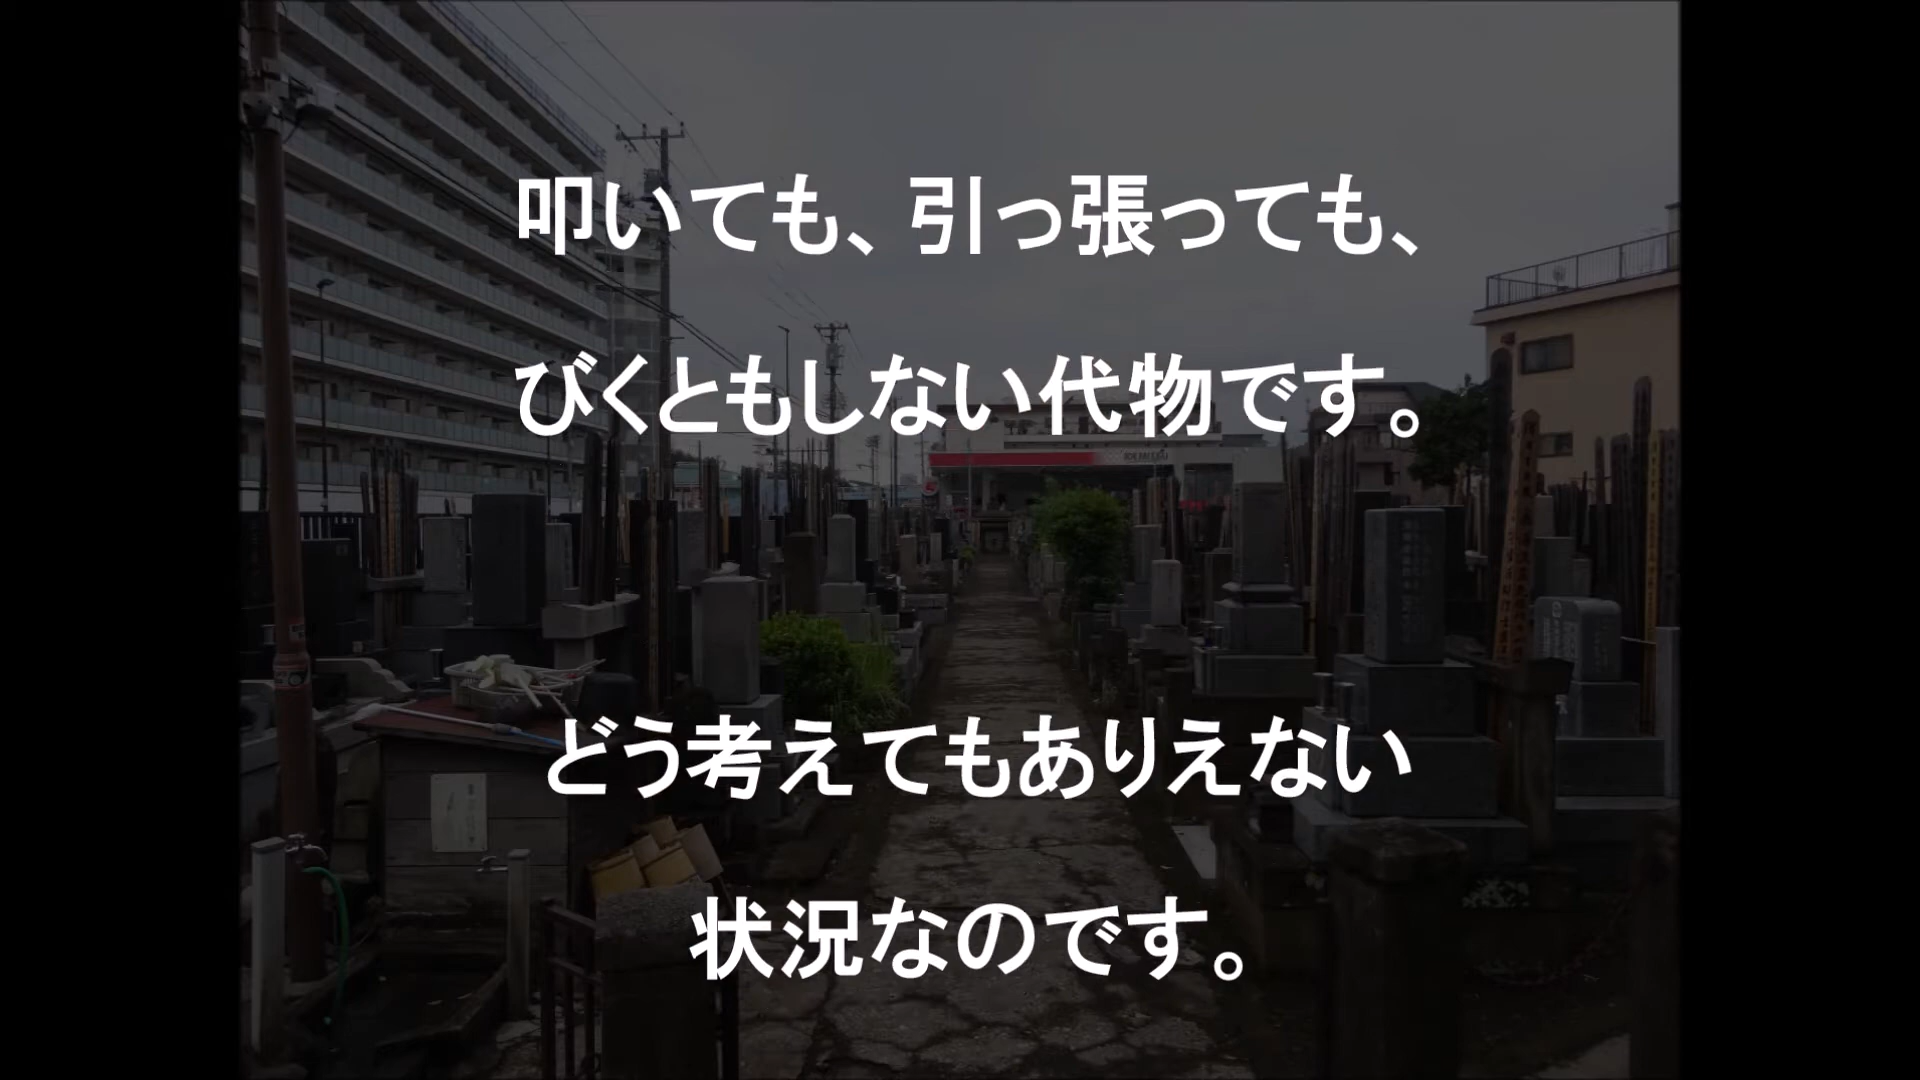 叩いても、引っ張っても、
びくともしない代物です。
どう考えてもありえない
状況なのです。